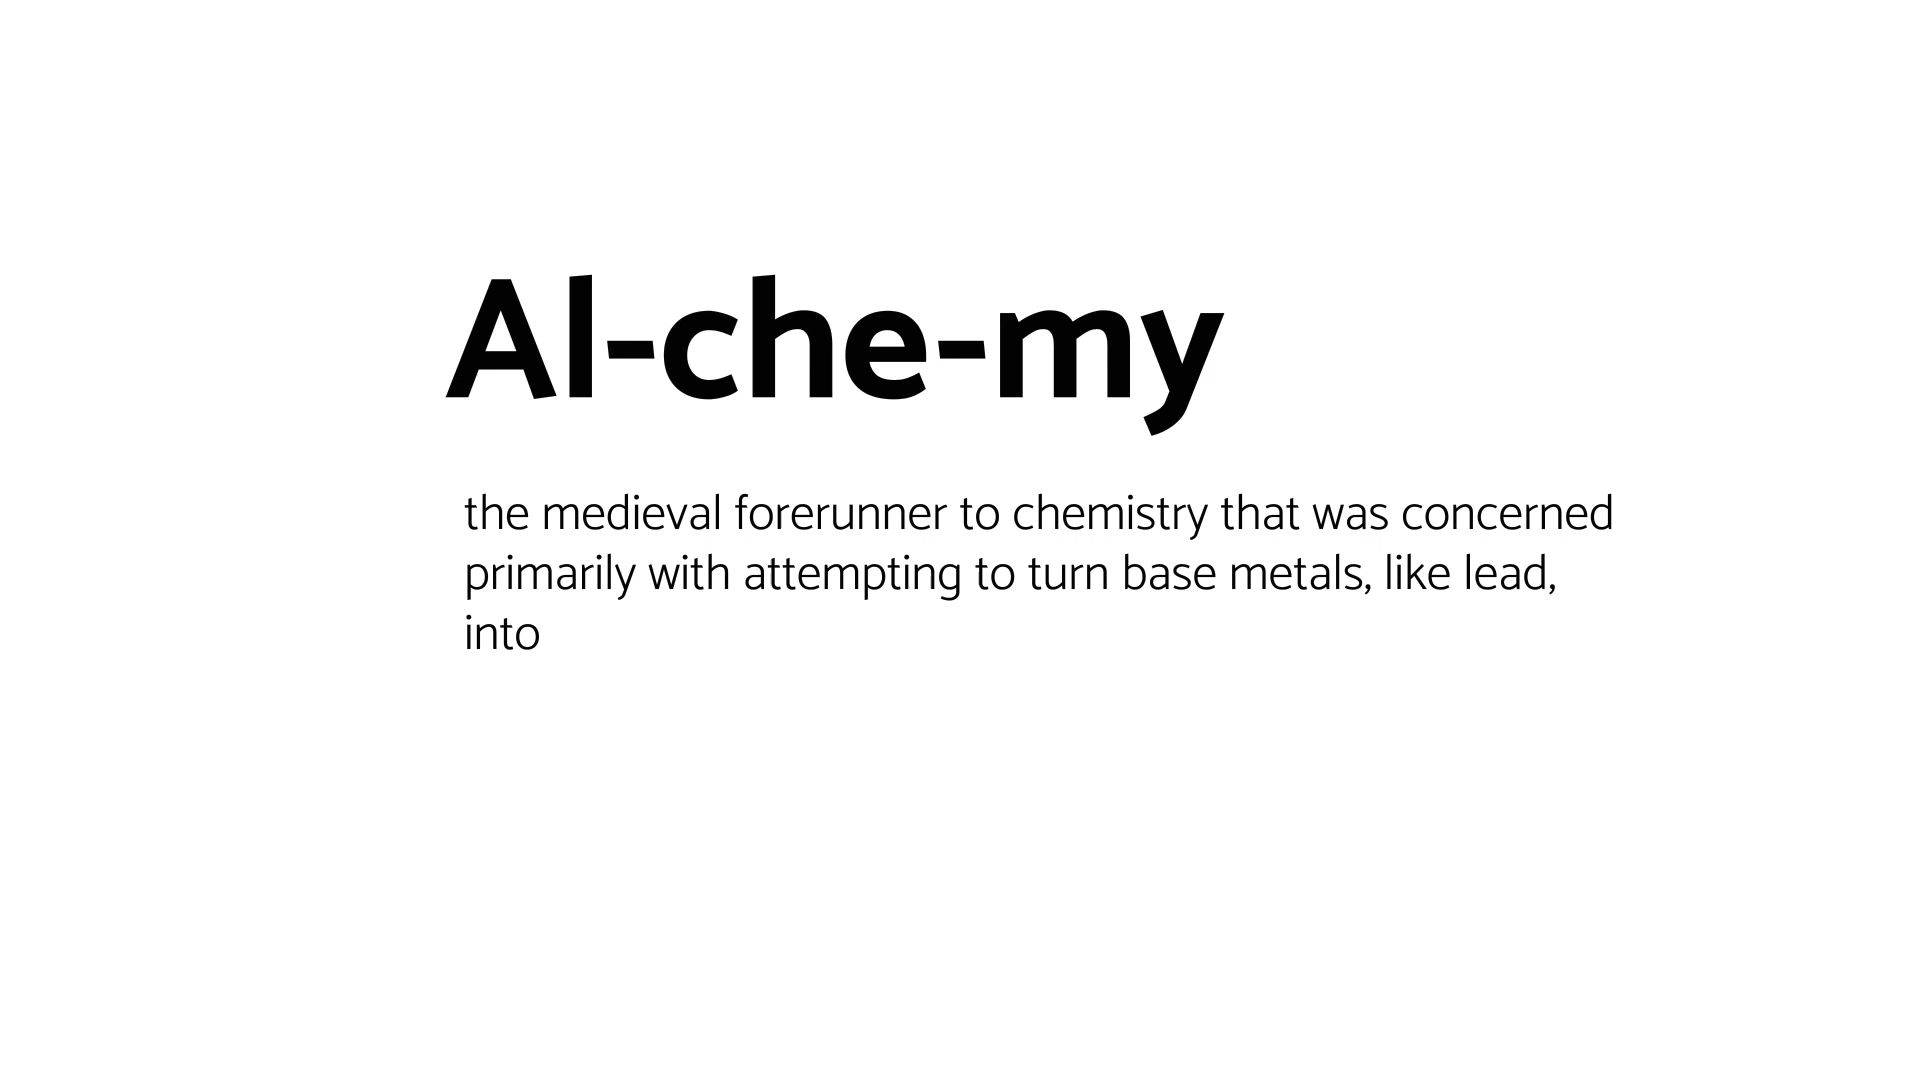 Al-che-my
the medieval forerunner to chemistry that was concerned
primarily with attempting to turn base metals, like lead,
into